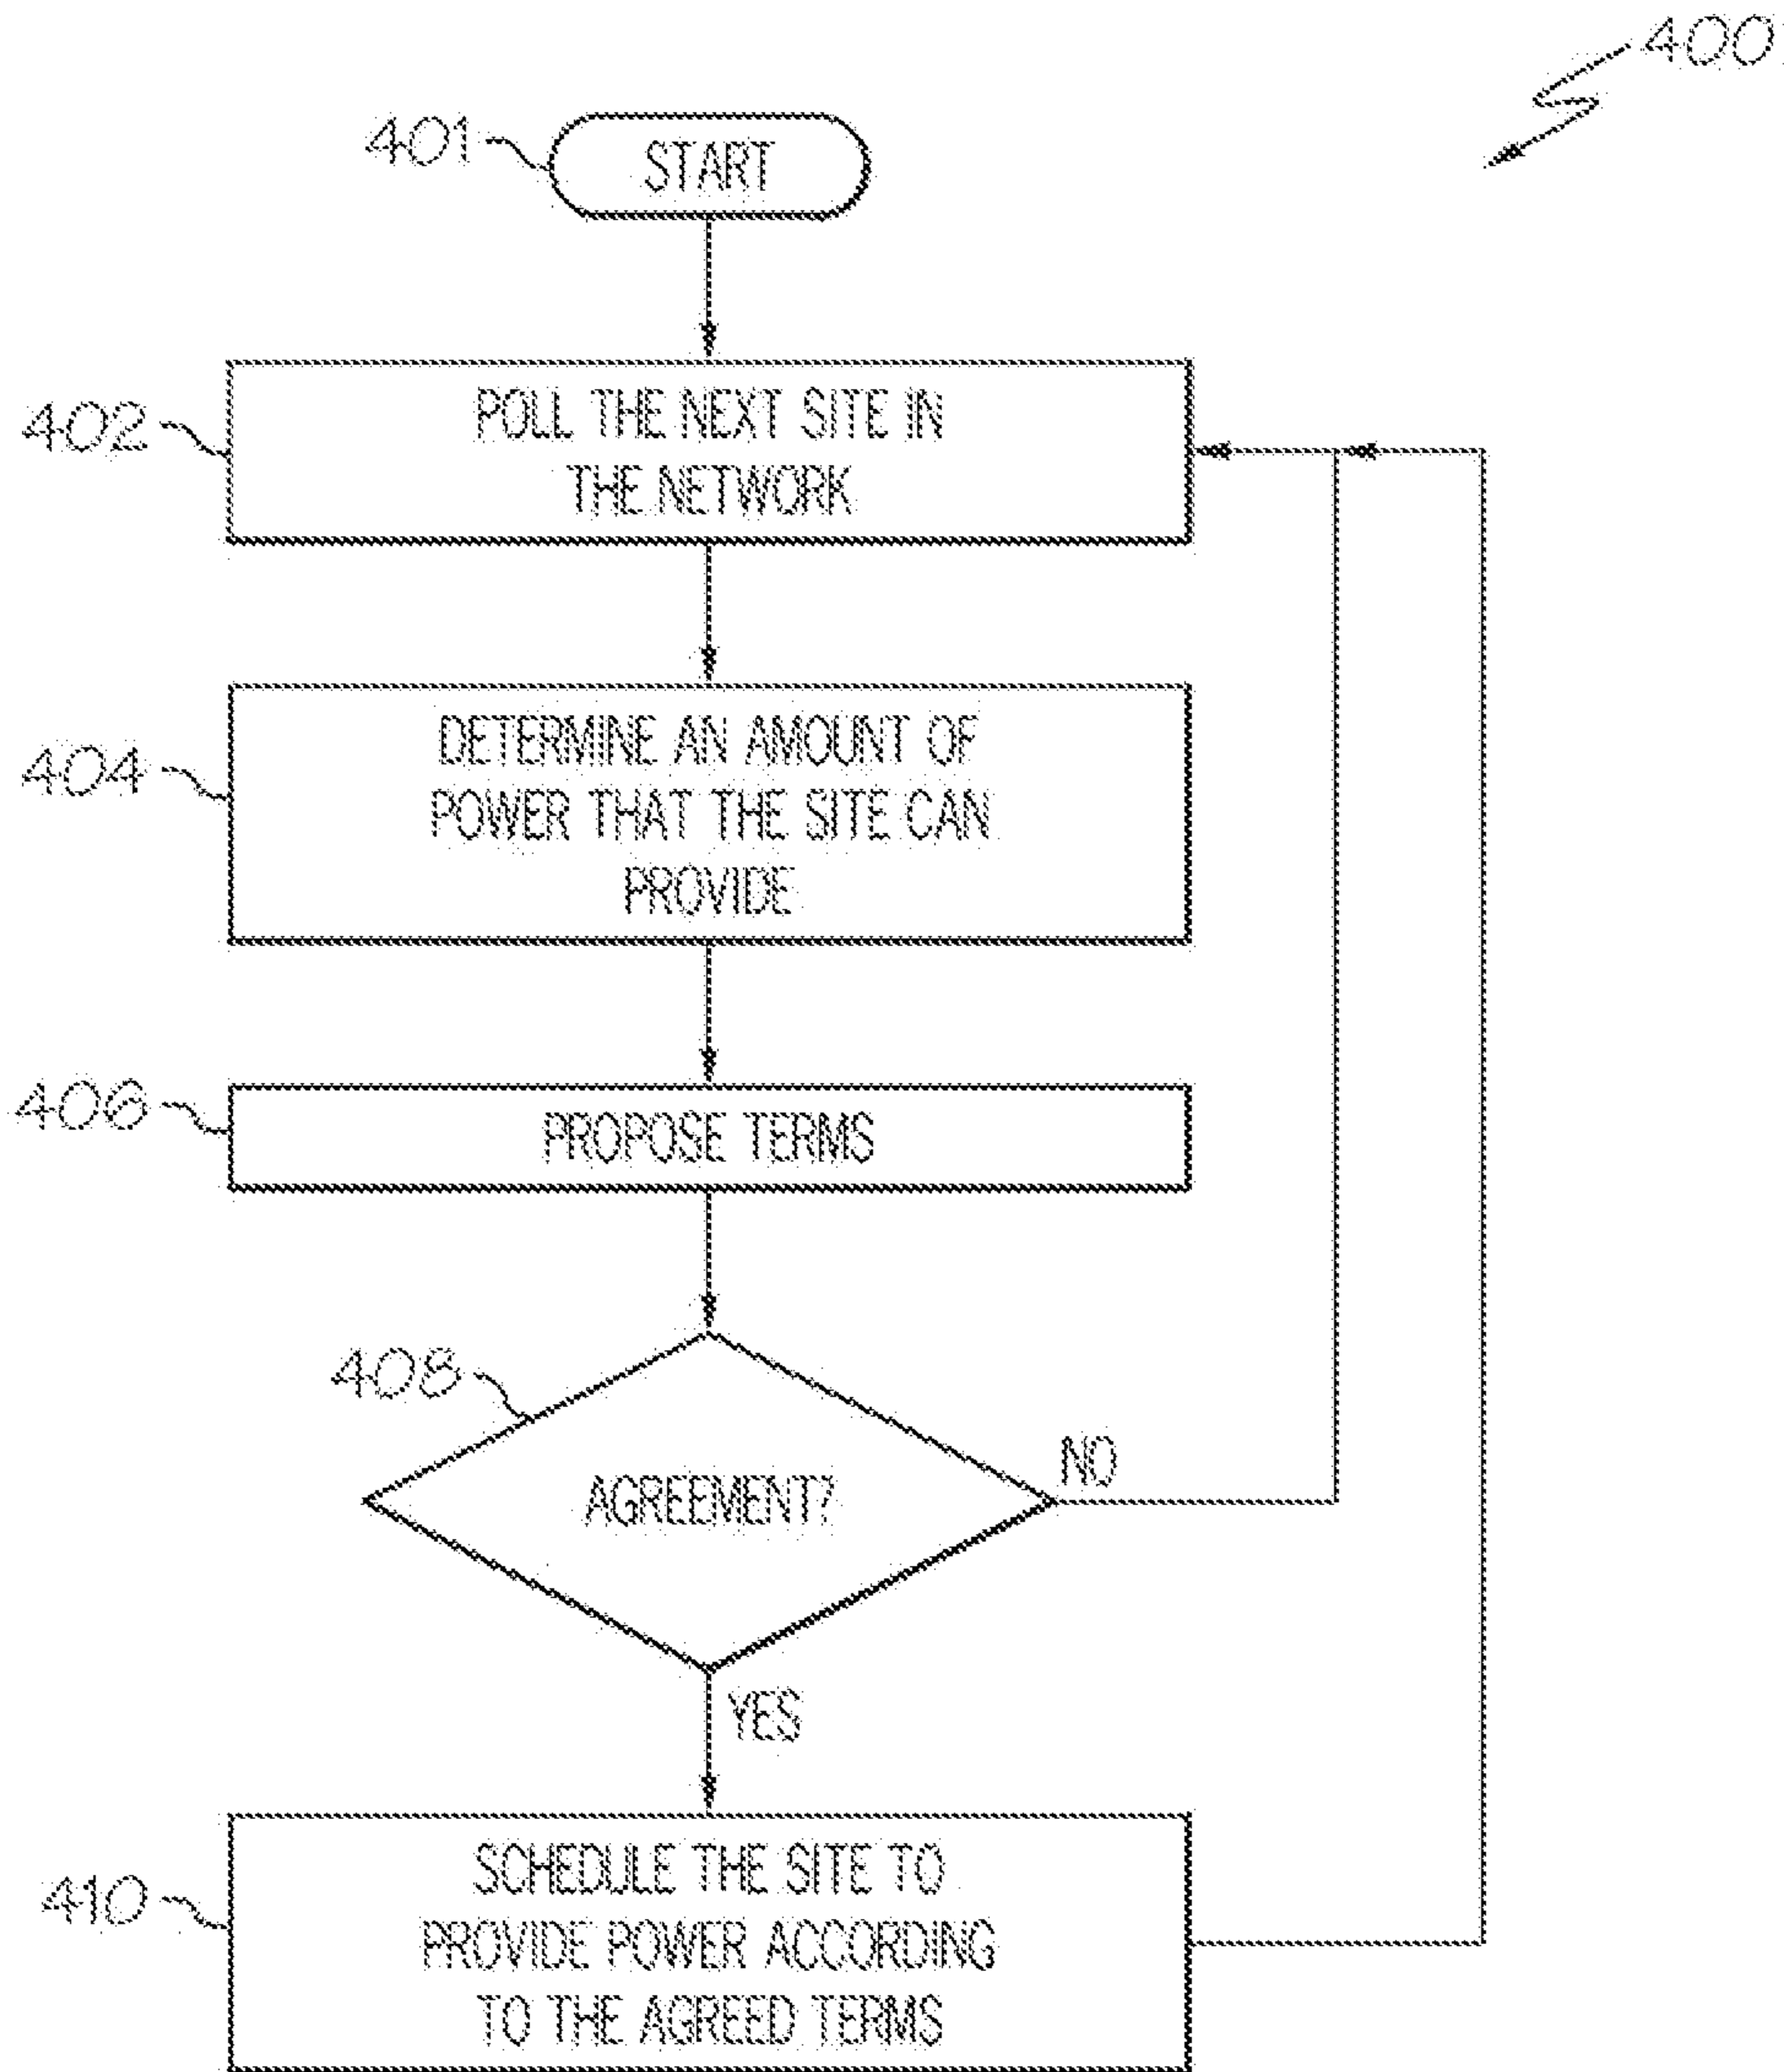 400
401
START
402
POLL THE NEXT SITE IN
THE NETWORK
404
DETERMINE AN AMOUNT OF
POWER THAT THE SITE CAN
PROVIDE
406
PROPOSE TERMS
408
AGREEMENT?
NO
YES
410
SCHEDULE THE SITE TO
PROVIDE POWER ACCORDING
TO THE AGREED TERMS